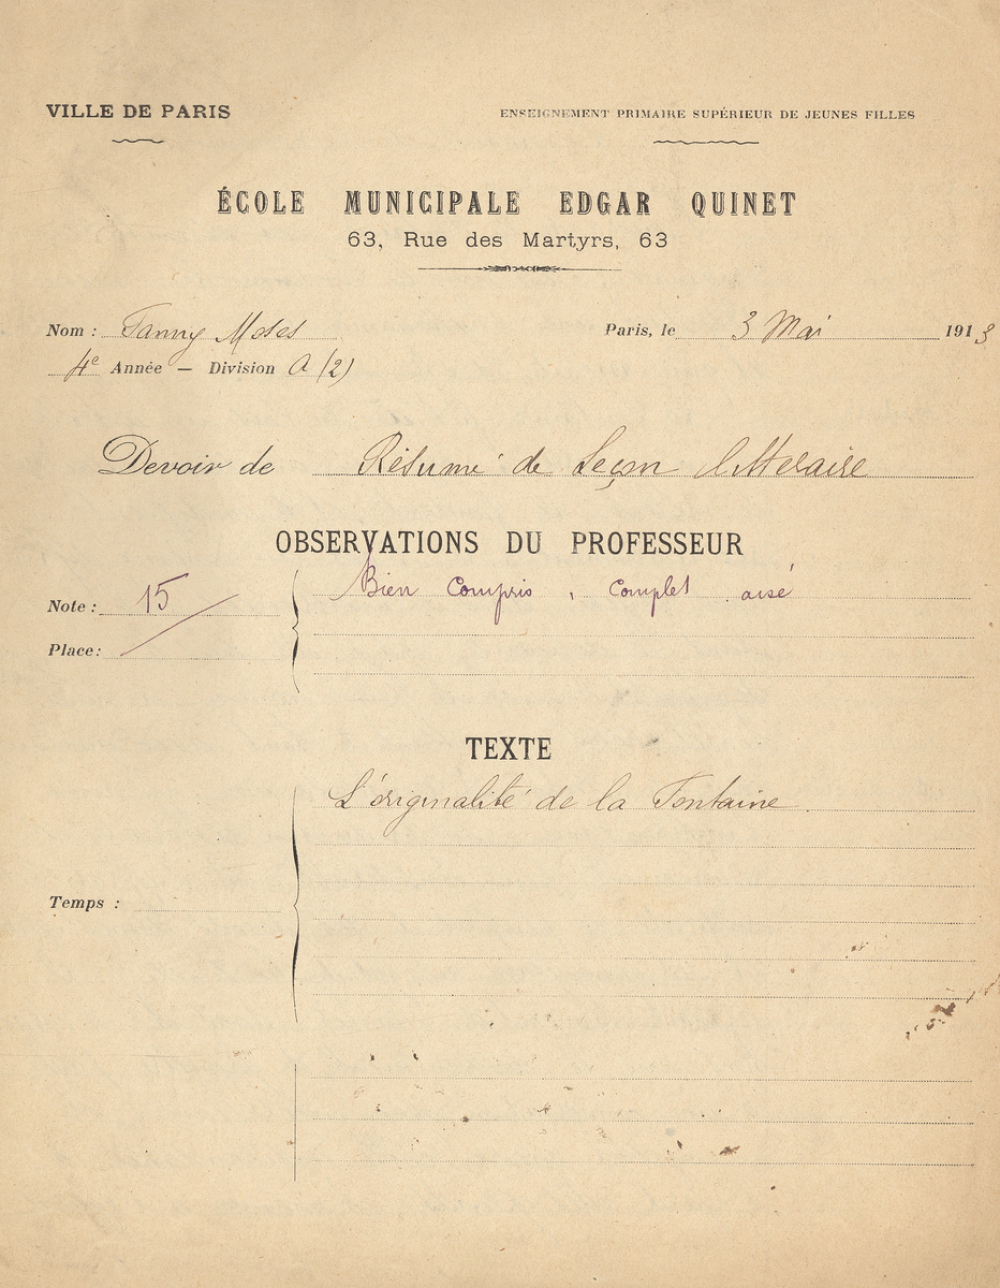 VILLE DE PARIS
ENSEIGNEMENT PRIMAIRE SUPÉRIEUR DE JEUNES FILLES
ÉCOLE MUNICIPALE EDGAR QUINET
63, Rue des Martyrs, 63
Nom : Fanny Moses
Paris, le 3 Mai 1913
4e Année — Division A (2)
Devoir de Résumé de Leçon littéraire
OBSERVATIONS DU PROFESSEUR
Note : 15
Bien compris, complet aisé
Place :
TEXTE
L'originalité de la Fontaine.
Temps :